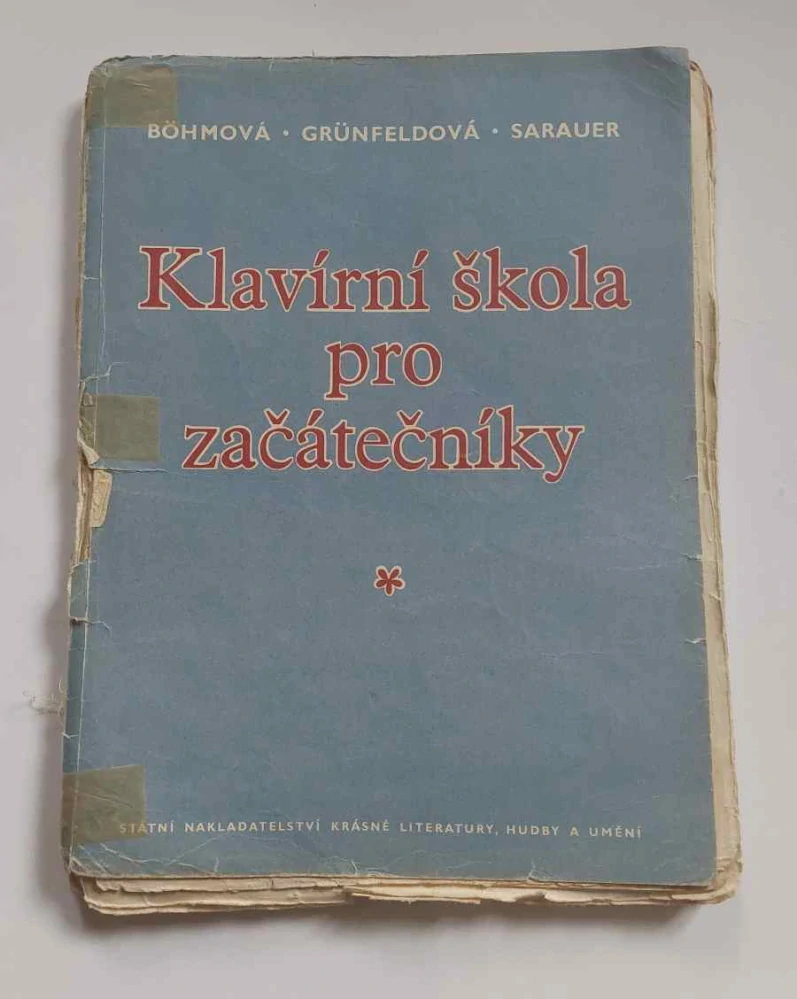 BÖHMOVÁ · GRÜNFELDOVÁ · SARAUER
Klavírní škola
pro
začátečníky
STÁTNÍ NAKLADATELSTVÍ KRÁSNÉ LITERATURY, HUDBY A UMĚNÍ